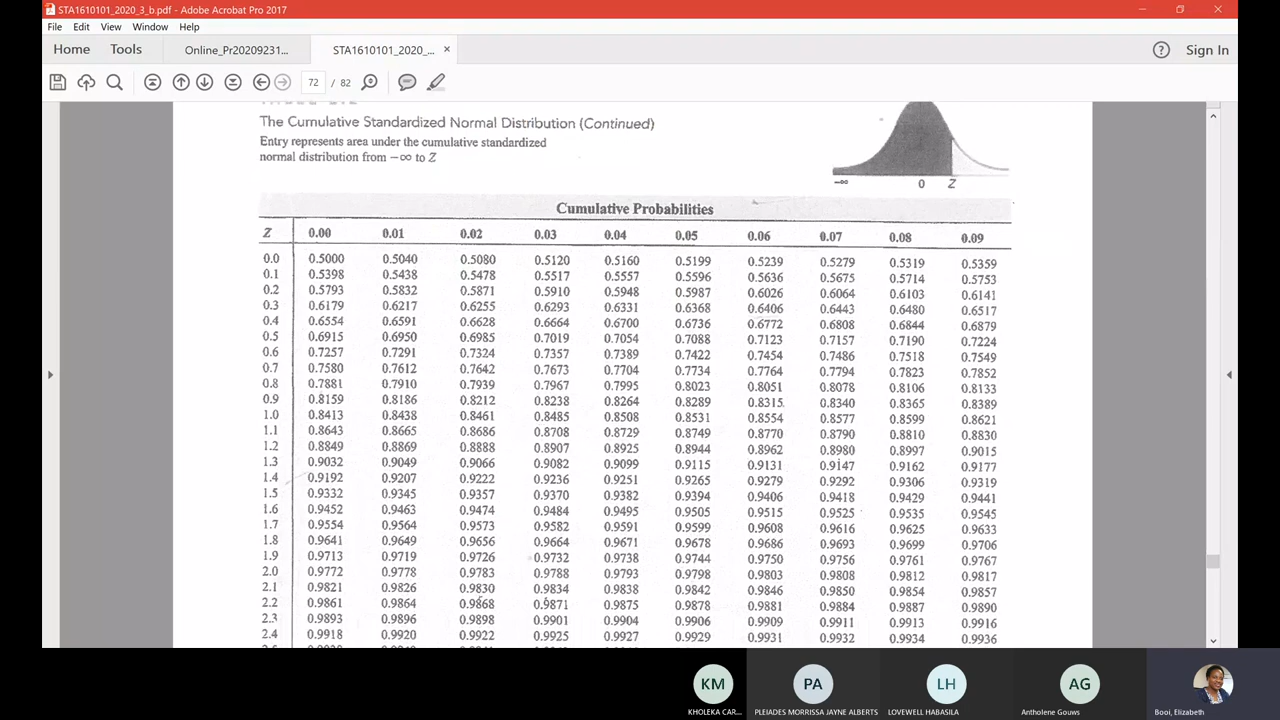 STA1610101_2020_3_b.pdf - Adobe Acrobat Pro 2017
File Edit View Window Help
Home Tools Online_Pr20209231... STA1610101_2020_... × ? Sign In
72 / 82
The Cumulative Standardized Normal Distribution (Continued)
Entry represents area under the cumulative standardized
normal distribution from −∞ to Z
−∞ 0 Z
Cumulative Probabilities
Z 0.00 0.01 0.02 0.03 0.04 0.05 0.06 0.07 0.08 0.09
0.0 0.5000 0.5040 0.5080 0.5120 0.5160 0.5199 0.5239 0.5279 0.5319 0.5359
0.1 0.5398 0.5438 0.5478 0.5517 0.5557 0.5596 0.5636 0.5675 0.5714 0.5753
0.2 0.5793 0.5832 0.5871 0.5910 0.5948 0.5987 0.6026 0.6064 0.6103 0.6141
0.3 0.6179 0.6217 0.6255 0.6293 0.6331 0.6368 0.6406 0.6443 0.6480 0.6517
0.4 0.6554 0.6591 0.6628 0.6664 0.6700 0.6736 0.6772 0.6808 0.6844 0.6879
0.5 0.6915 0.6950 0.6985 0.7019 0.7054 0.7088 0.7123 0.7157 0.7190 0.7224
0.6 0.7257 0.7291 0.7324 0.7357 0.7389 0.7422 0.7454 0.7486 0.7518 0.7549
0.7 0.7580 0.7612 0.7642 0.7673 0.7704 0.7734 0.7764 0.7794 0.7823 0.7852
0.8 0.7881 0.7910 0.7939 0.7967 0.7995 0.8023 0.8051 0.8078 0.8106 0.8133
0.9 0.8159 0.8186 0.8212 0.8238 0.8264 0.8289 0.8315 0.8340 0.8365 0.8389
1.0 0.8413 0.8438 0.8461 0.8485 0.8508 0.8531 0.8554 0.8577 0.8599 0.8621
1.1 0.8643 0.8665 0.8686 0.8708 0.8729 0.8749 0.8770 0.8790 0.8810 0.8830
1.2 0.8849 0.8869 0.8888 0.8907 0.8925 0.8944 0.8962 0.8980 0.8997 0.9015
1.3 0.9032 0.9049 0.9066 0.9082 0.9099 0.9115 0.9131 0.9147 0.9162 0.9177
1.4 0.9192 0.9207 0.9222 0.9236 0.9251 0.9265 0.9279 0.9292 0.9306 0.9319
1.5 0.9332 0.9345 0.9357 0.9370 0.9382 0.9394 0.9406 0.9418 0.9429 0.9441
1.6 0.9452 0.9463 0.9474 0.9484 0.9495 0.9505 0.9515 0.9525 0.9535 0.9545
1.7 0.9554 0.9564 0.9573 0.9582 0.9591 0.9599 0.9608 0.9616 0.9625 0.9633
1.8 0.9641 0.9649 0.9656 0.9664 0.9671 0.9678 0.9686 0.9693 0.9699 0.9706
1.9 0.9713 0.9719 0.9726 0.9732 0.9738 0.9744 0.9750 0.9756 0.9761 0.9767
2.0 0.9772 0.9778 0.9783 0.9788 0.9793 0.9798 0.9803 0.9808 0.9812 0.9817
2.1 0.9821 0.9826 0.9830 0.9834 0.9838 0.9842 0.9846 0.9850 0.9854 0.9857
2.2 0.9861 0.9864 0.9868 0.9871 0.9875 0.9878 0.9881 0.9884 0.9887 0.9890
2.3 0.9893 0.9896 0.9898 0.9901 0.9904 0.9906 0.9909 0.9911 0.9913 0.9916
2.4 0.9918 0.9920 0.9922 0.9925 0.9927 0.9929 0.9931 0.9932 0.9934 0.9936
KM PA LH AG
KHOLEKA CAR... PLEIADES MORRISSA JAYNE ALBERTS LOVEWELL HABASILA Antholene Gouws Booi, Elizabeth